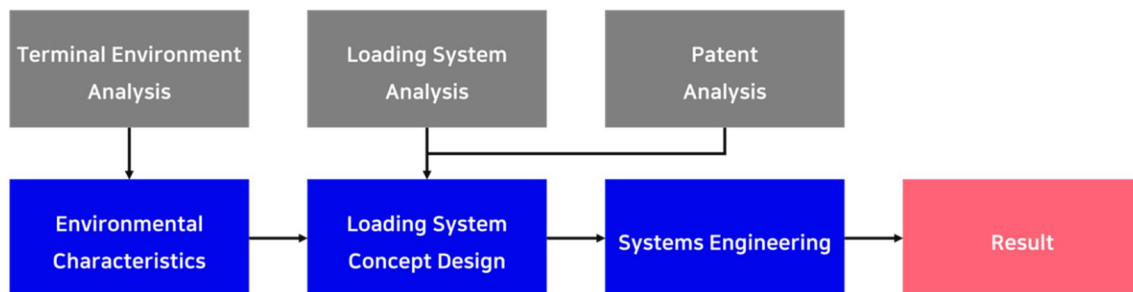 Terminal Environment
Analysis
Loading System
Analysis
Patent
Analysis
Environmental
Characteristics
Loading System
Concept Design
Systems Engineering
Result